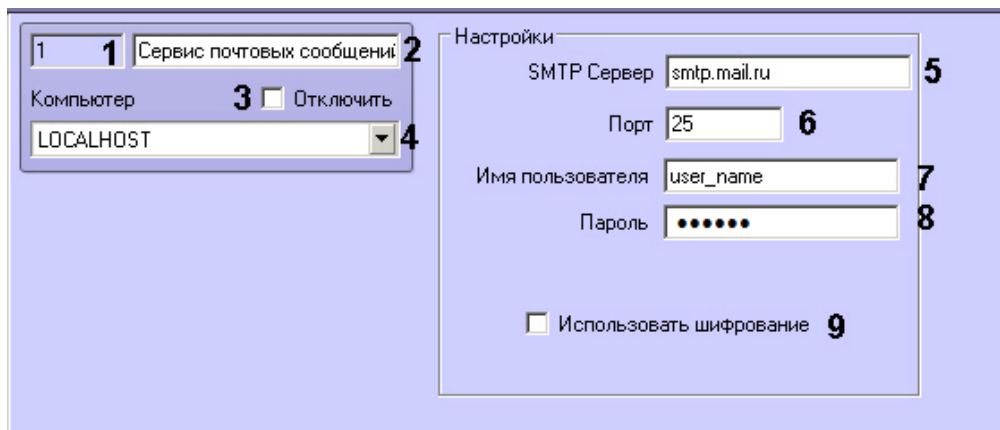 1 1 Сервис почтовых сообщений 2
Компьютер 3 Отключить
LOCALHOST 4
Настройки
SMTP Сервер smtp.mail.ru 5
Порт 25 6
Имя пользователя user_name 7
Пароль •••••• 8
Использовать шифрование 9